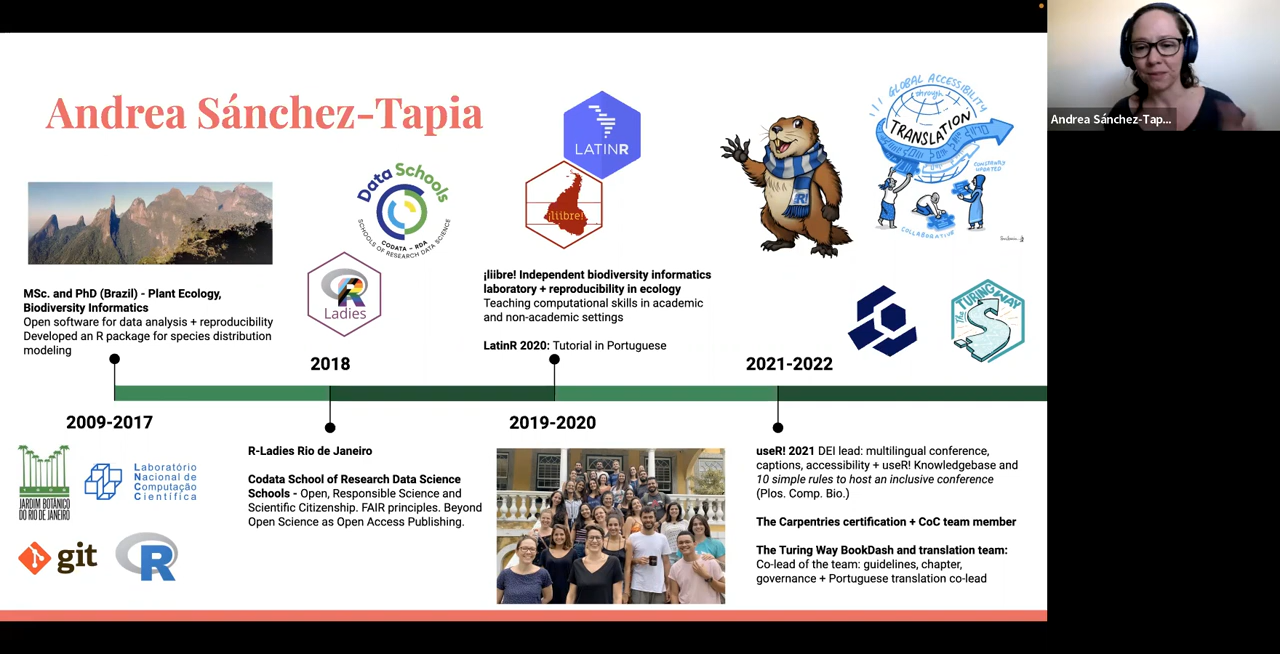 Andrea Sánchez-Tapia
Andrea Sánchez-Tap...
LATINR
¡liibre!
Data Schools
CODATA – RDA
SCHOOLS OF RESEARCH DATA SCIENCE
R
Ladies
GLOBAL ACCESSIBILITY
through
TRANSLATION
CONSTANTLY
UPDATED
COLLABORATIVE
The TURING WAY
MSc. and PhD (Brazil) - Plant Ecology,
Biodiversity Informatics
Open software for data analysis + reproducibility
Developed an R package for species distribution
modeling
¡liibre! Independent biodiversity informatics
laboratory + reproducibility in ecology
Teaching computational skills in academic
and non-academic settings
LatinR 2020: Tutorial in Portuguese
2018
2021-2022
2009-2017
2019-2020
JARDIM BOTÂNICO
DO RIO DE JANEIRO
Laboratório
Nacional de
Computação
Científica
git
R
R-Ladies Rio de Janeiro
Codata School of Research Data Science
Schools - Open, Responsible Science and
Scientific Citizenship. FAIR principles. Beyond
Open Science as Open Access Publishing.
useR! 2021 DEI lead: multilingual conference,
captions, accessibility + useR! Knowledgebase and
10 simple rules to host an inclusive conference
(Plos. Comp. Bio.)
The Carpentries certification + CoC team member
The Turing Way BookDash and translation team:
Co-lead of the team: guidelines, chapter,
governance + Portuguese translation co-lead